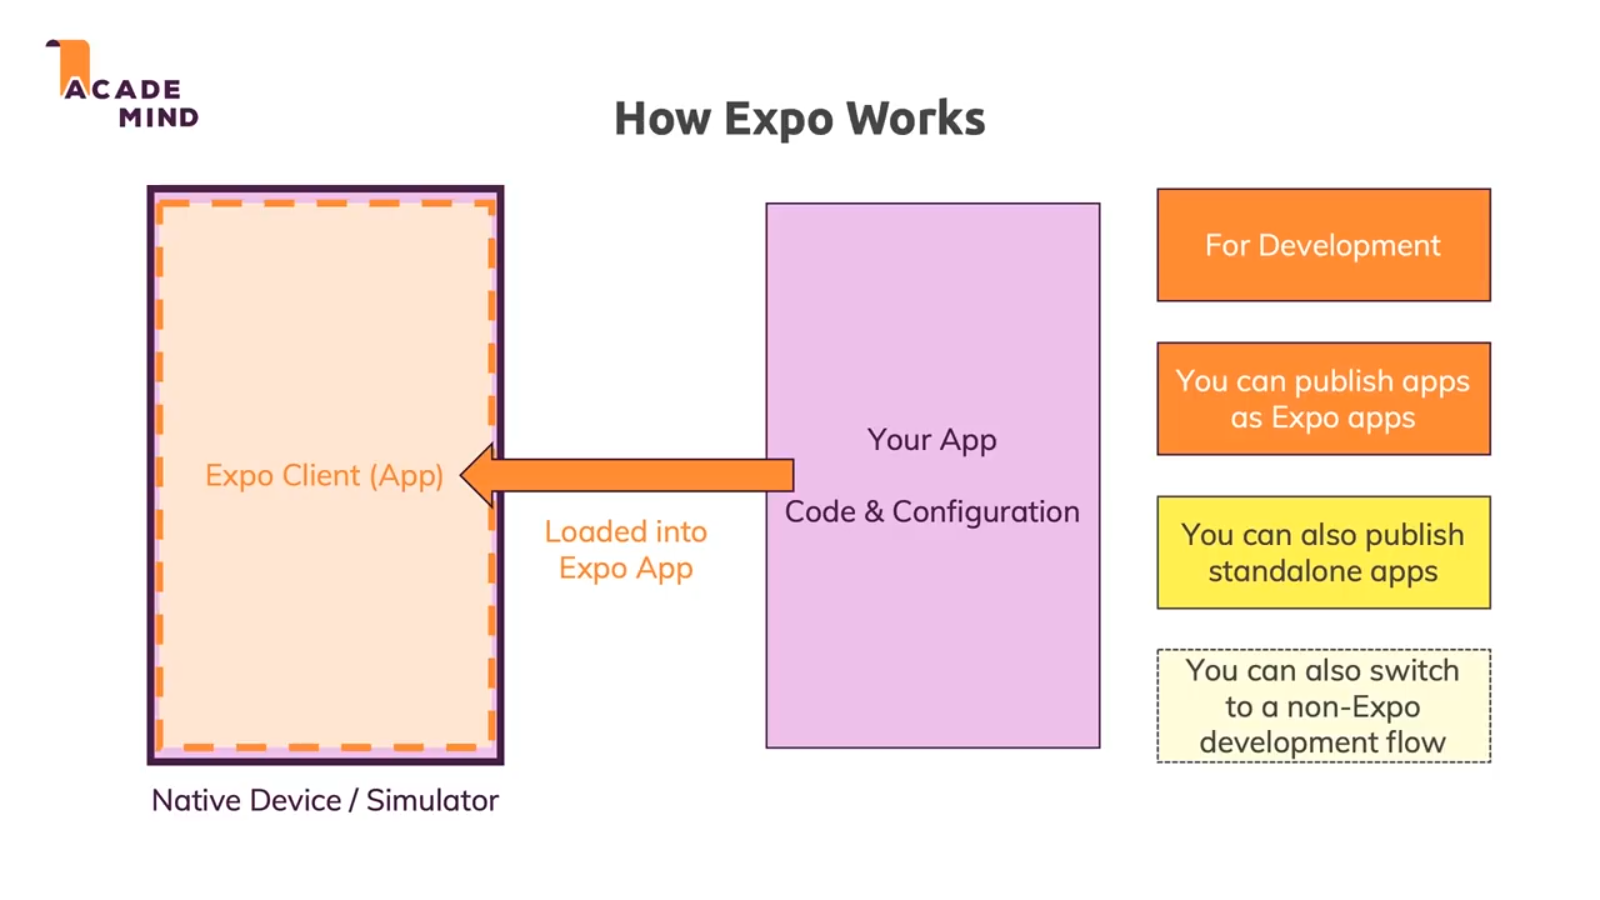 ACADE
MIND
How Expo Works
Expo Client (App)
Native Device / Simulator
Loaded into
Expo App
Your App
Code & Configuration
For Development
You can publish apps
as Expo apps
You can also publish
standalone apps
You can also switch
to a non-Expo
development flow